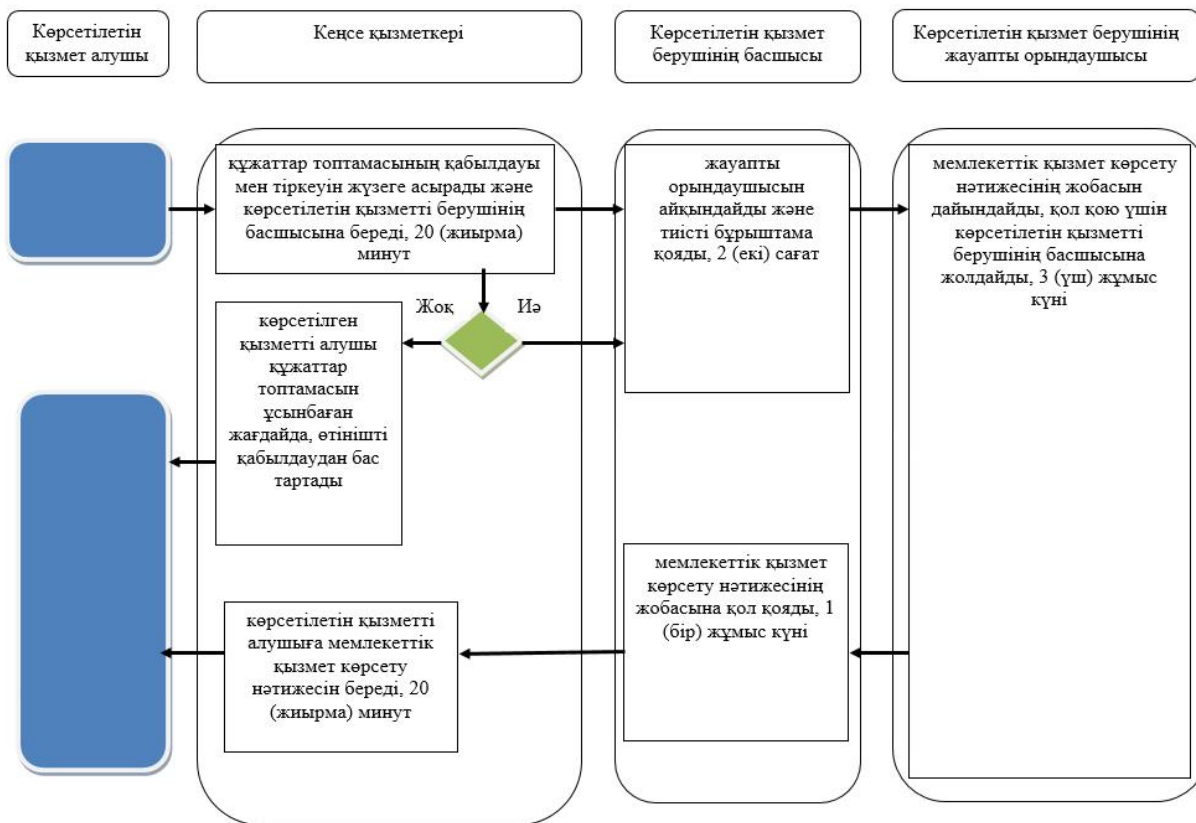 Көрсетілетін
қызмет алушы
Кеңсе қызметкері
Көрсетілетін қызмет
берушінің басшысы
Көрсетілетін қызмет берушінің
жауапты орындаушысы
құжаттар топтамасының қабылдауы
мен тіркеуін жүзеге асырады және
көрсетілетін қызметті берушінің
басшысына береді, 20 (жиырма)
минут
жауапты
орындаушысын
айқындайды және
тиісті бұрыштама
қояды, 2 (екі) сағат
мемлекеттік қызмет көрсету
нәтижесінің жобасын
дайындайды, қол қою үшін
көрсетілетін қызметті
берушінің басшысына
жолдайды, 3 (үш) жұмыс
күні
Жоқ
Иә
көрсетілген
қызметті алушы
құжаттар
топтамасын
ұсынбаған
жағдайда, өтінішті
қабылдаудан бас
тартады
мемлекеттік қызмет
көрсету нәтижесінің
жобасына қол қояды, 1
(бір) жұмыс күні
көрсетілетін қызметті
алушыға мемлекеттік
қызмет көрсету
нәтижесін береді, 20
(жиырма) минут